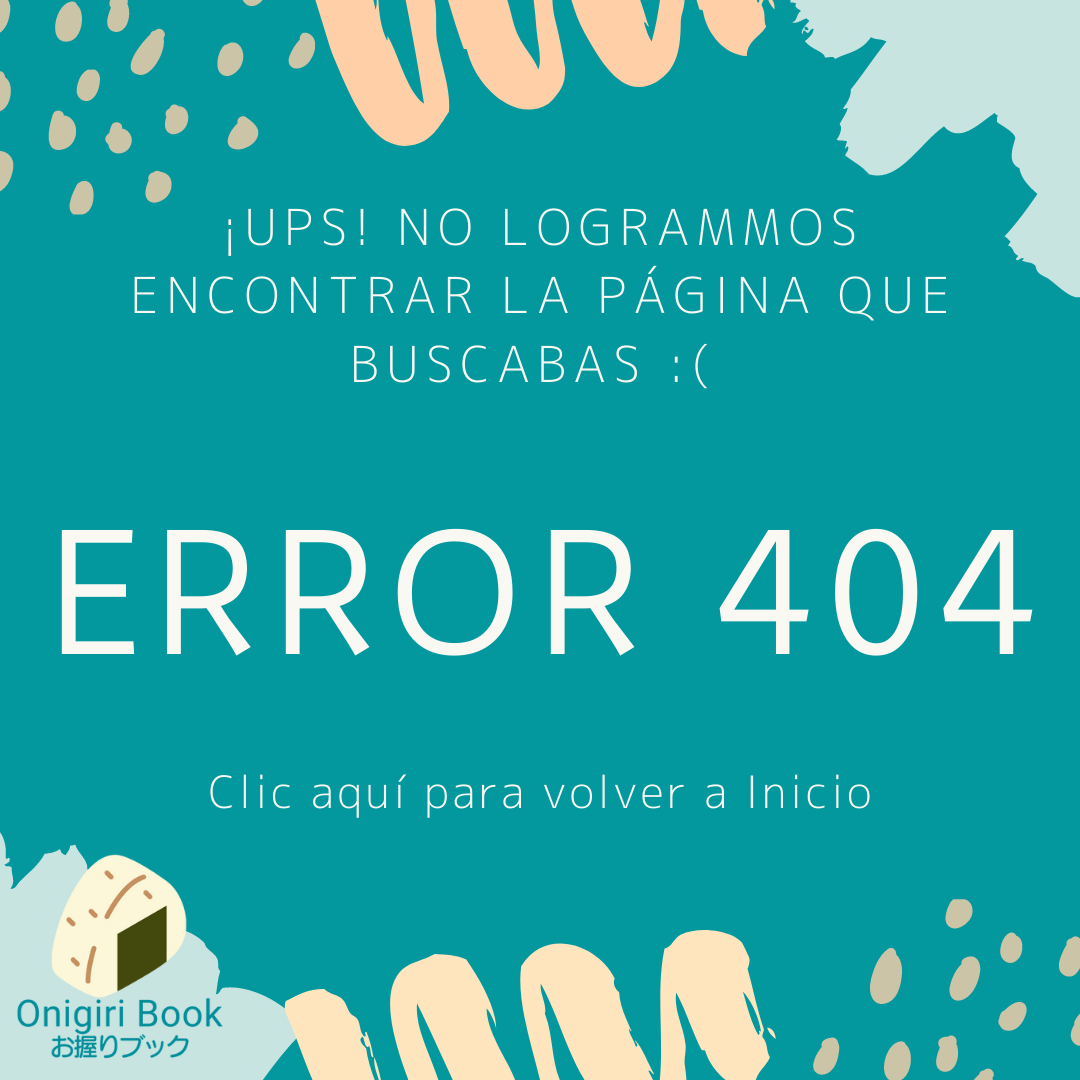 ¡UPS! NO LOGRAMMOS
ENCONTRAR LA PÁGINA QUE
BUSCABAS :(
ERROR 404
Clic aquí para volver a Inicio
Onigiri Book
お握りブック